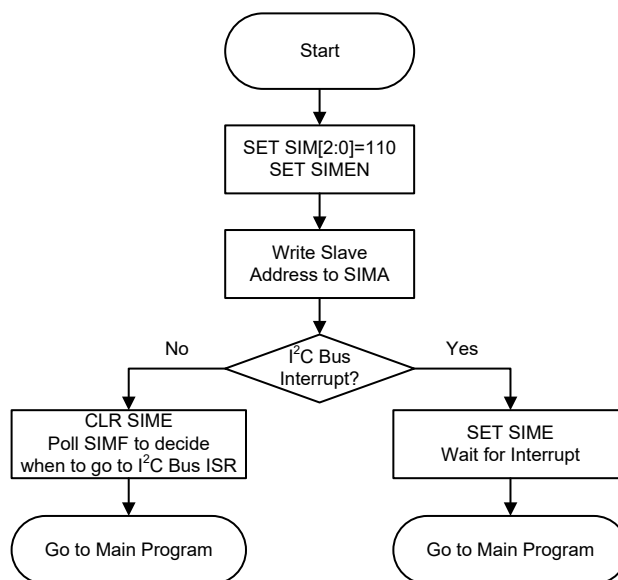 Start
SET SIM[2:0]=110
SET SIMEN
Write Slave
Address to SIMA
I²C Bus
Interrupt?
No
Yes
CLR SIME
Poll SIMF to decide
when to go to I²C Bus ISR
SET SIME
Wait for Interrupt
Go to Main Program
Go to Main Program